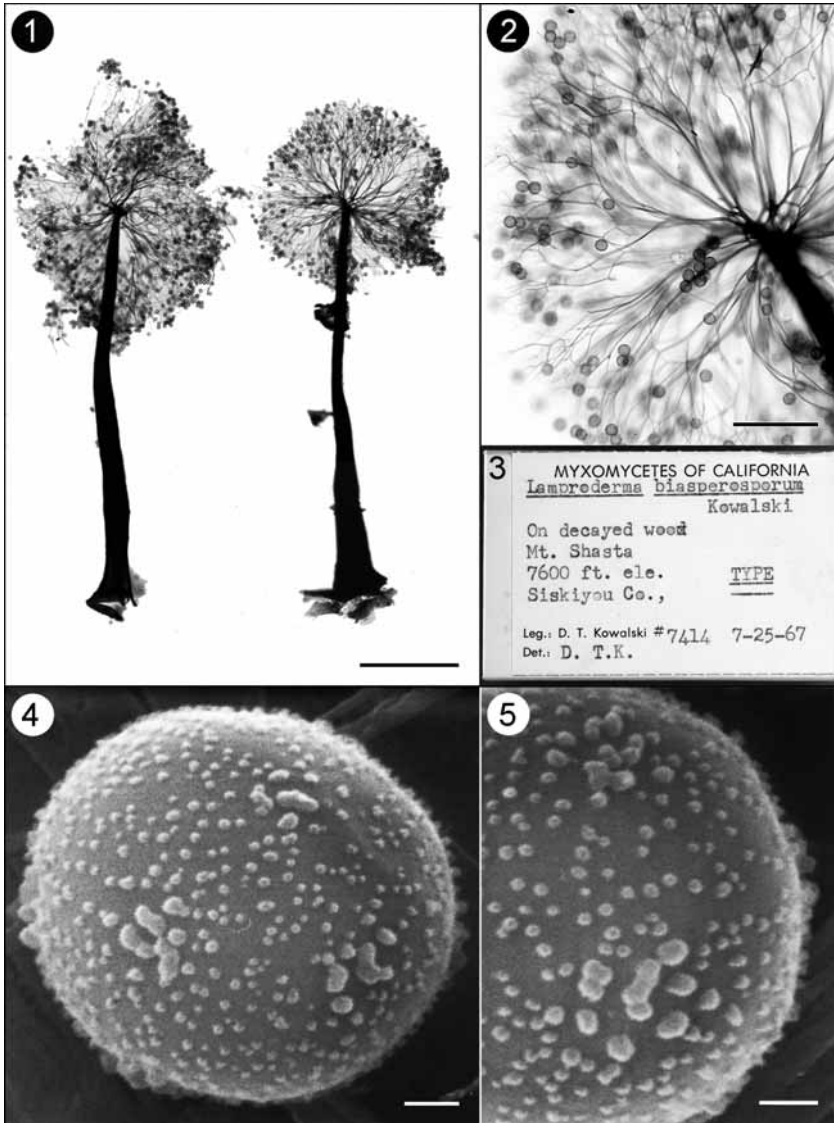 1
2
3
MYXOMYCETES OF CALIFORNIA
Lamproderma biasperosporum
Kowalski
On decayed wood
Mt. Shasta
7600 ft. ele. TYPE
Siskiyou Co.,
Leg.: D. T. Kowalski #7414 7-25-67
Det.: D. T.K.
4
5